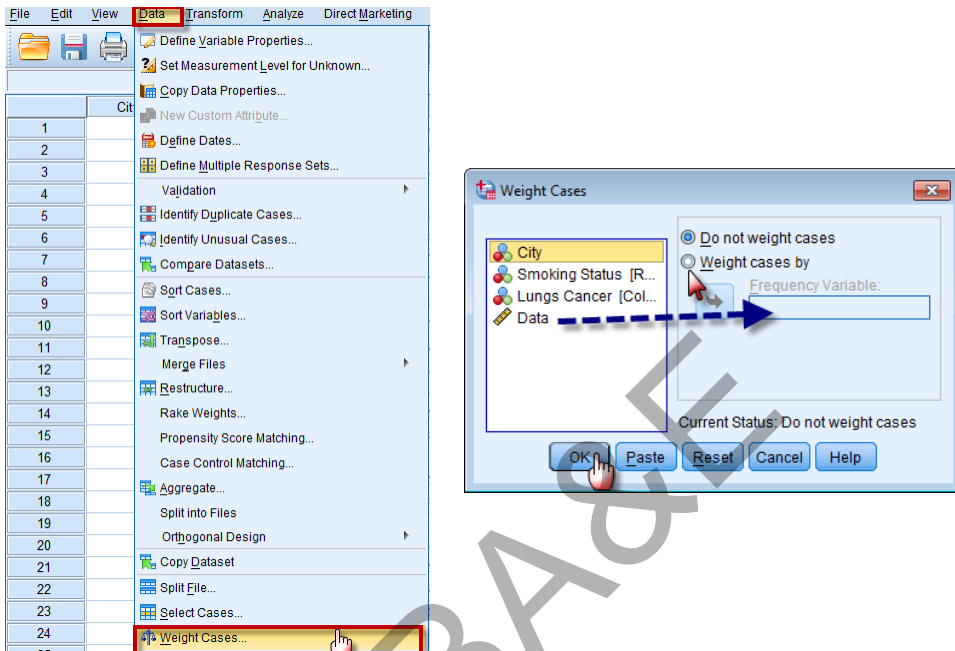 File Edit View Data Transform Analyze Direct Marketing
Define Variable Properties...
Set Measurement Level for Unknown...
Copy Data Properties...
New Custom Attribute...
Define Dates...
Define Multiple Response Sets...
Validation
Identify Duplicate Cases...
Identify Unusual Cases...
Compare Datasets...
Sort Cases...
Sort Variables...
Transpose...
Merge Files
Restructure...
Rake Weights...
Propensity Score Matching...
Case Control Matching...
Aggregate...
Split into Files
Orthogonal Design
Copy Dataset
Split File...
Select Cases...
Weight Cases...
Cit
1
2
3
4
5
6
7
8
9
10
11
12
13
14
15
16
17
18
19
20
21
22
23
24
Weight Cases
City
Smoking Status [R...
Lungs Cancer [Col...
Data
Do not weight cases
Weight cases by
Frequency Variable:
Current Status: Do not weight cases
OK Paste Reset Cancel Help
BA&E